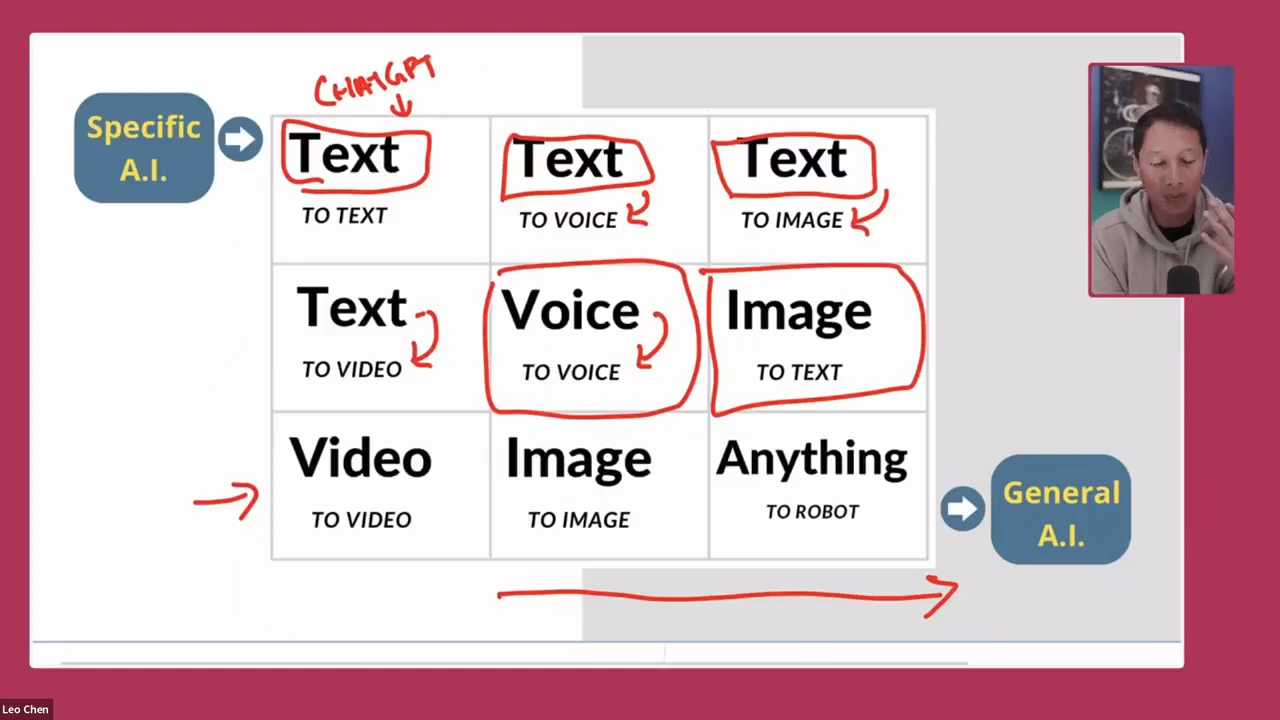 CHATGPT
Specific
A.I.
Text
TO TEXT
Text
TO VOICE
Text
TO IMAGE
Text
TO VIDEO
Voice
TO VOICE
Image
TO TEXT
Video
TO VIDEO
Image
TO IMAGE
Anything
TO ROBOT
General
A.I.
Leo Chen